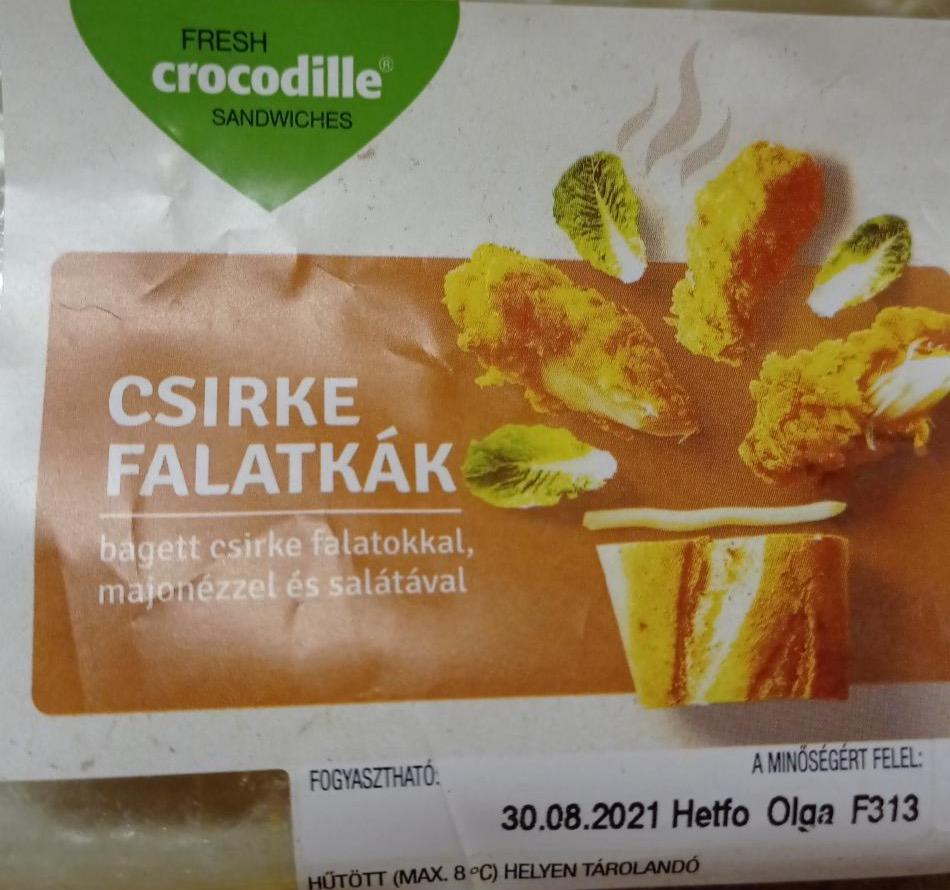 FRESH
crocodille®
SANDWICHES
CSIRKE
FALATKÁK
bagett csirke falatokkal,
majonézzel és salátával
FOGYASZTHATÓ:
A MINŐSÉGÉRT FELEL:
30.08.2021 Hetfo Olga F313
HŰTÖTT (MAX. 8 °C) HELYEN TÁROLANDÓ